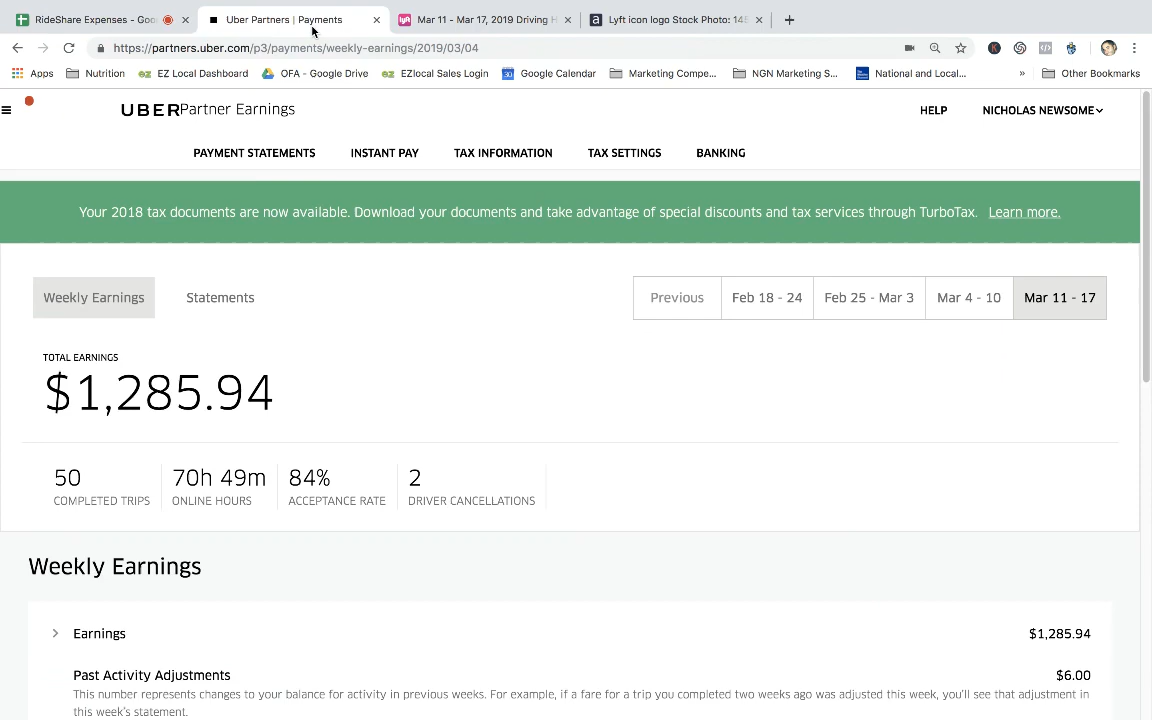 RideShare Expenses - Goo
Uber Partners | Payments
Mar 11 - Mar 17, 2019 Driving H
Lyft icon logo Stock Photo: 145
https://partners.uber.com/p3/payments/weekly-earnings/2019/03/04
Apps
Nutrition
EZ Local Dashboard
OFA - Google Drive
EZlocal Sales Login
Google Calendar
Marketing Compe...
NGN Marketing S...
National and Local...
»
Other Bookmarks
UBER Partner Earnings
HELP
NICHOLAS NEWSOME
PAYMENT STATEMENTS
INSTANT PAY
TAX INFORMATION
TAX SETTINGS
BANKING
Your 2018 tax documents are now available. Download your documents and take advantage of special discounts and tax services through TurboTax. Learn more.
Weekly Earnings
Statements
Previous
Feb 18 - 24
Feb 25 - Mar 3
Mar 4 - 10
Mar 11 - 17
TOTAL EARNINGS
$1,285.94
50
COMPLETED TRIPS
70h 49m
ONLINE HOURS
84%
ACCEPTANCE RATE
2
DRIVER CANCELLATIONS
Weekly Earnings
Earnings
$1,285.94
Past Activity Adjustments
$6.00
This number represents changes to your balance for activity in previous weeks. For example, if a fare for a trip you completed two weeks ago was adjusted this week, you'll see that adjustment in
this week's statement.